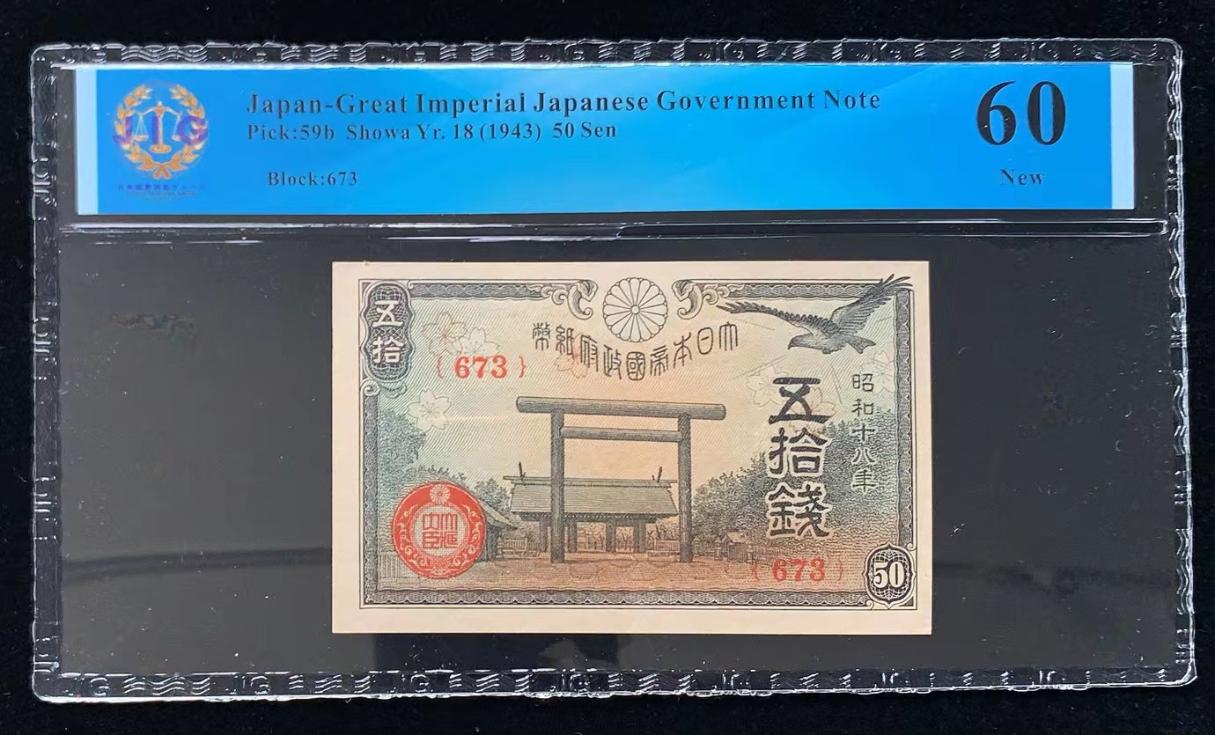 Japan-Great Imperial Japanese Government Note
Pick:59b Showa Yr. 18 (1943) 50 Sen
Block:673
60
New
大日本帝國政府紙幣
五拾
{673}
昭和十八年
五拾錢
{673}
50